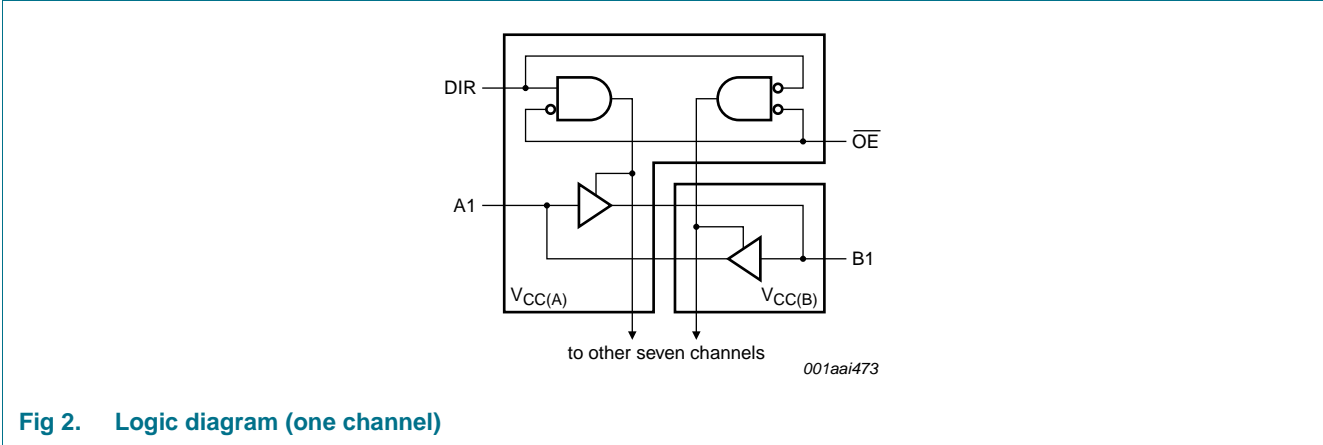 DIR
OE
A1
B1
VCC(A)
VCC(B)
to other seven channels
001aai473
Fig 2. Logic diagram (one channel)